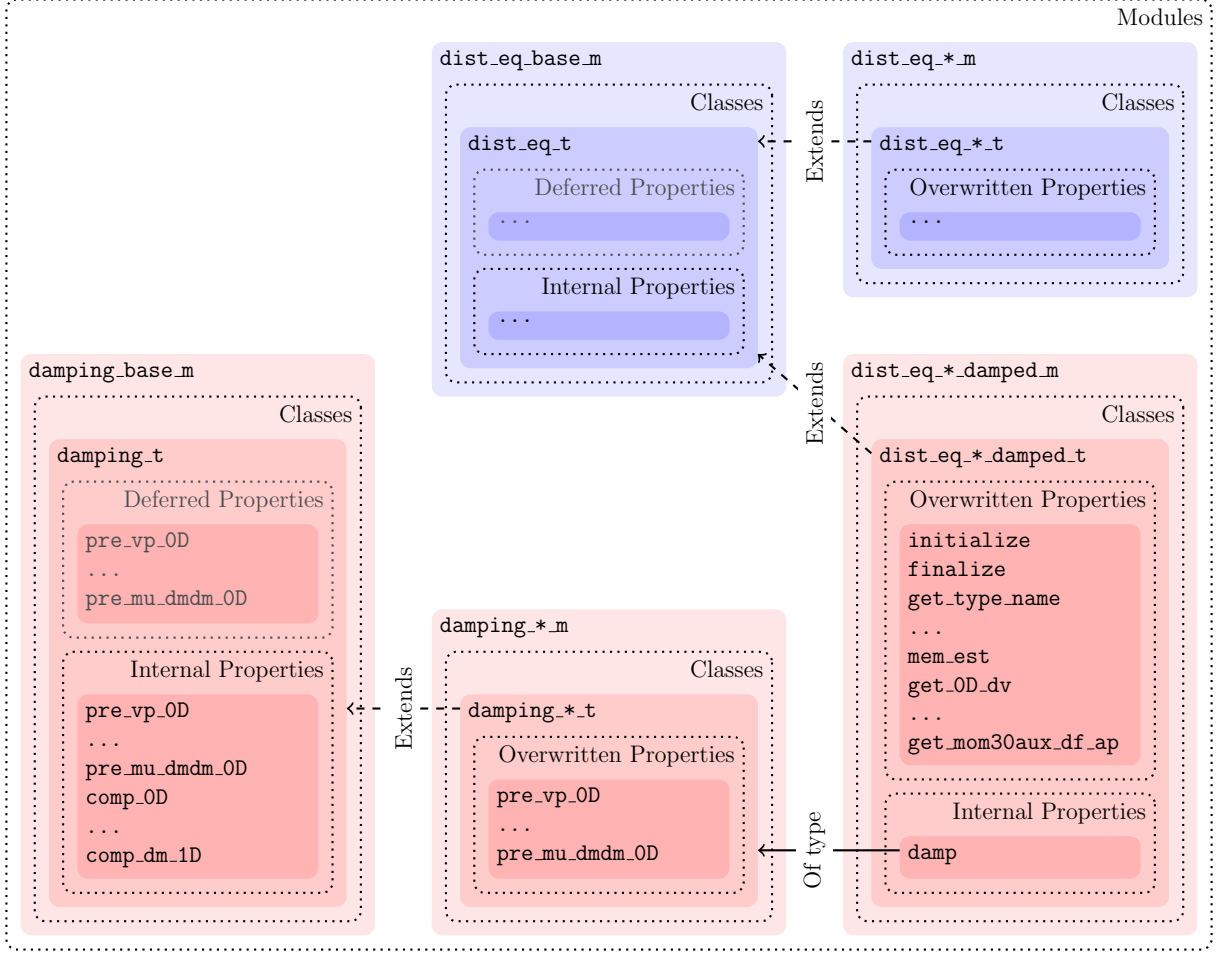 Modules
dist_eq_base_m
Classes
dist_eq_t
Deferred Properties
...
Internal Properties
...
Extends
dist_eq_*_m
Classes
dist_eq_*_t
Overwritten Properties
...
damping_base_m
Classes
damping_t
Deferred Properties
pre_vp_0D
...
pre_mu_dmdm_0D
Internal Properties
pre_vp_0D
...
pre_mu_dmdm_0D
comp_0D
...
comp_dm_1D
Extends
damping_*_m
Classes
damping_*_t
Overwritten Properties
pre_vp_0D
...
pre_mu_dmdm_0D
Extends
Of type
dist_eq_*_damped_m
Classes
dist_eq_*_damped_t
Overwritten Properties
initialize
finalize
get_type_name
...
mem_est
get_0D_dv
...
get_mom30aux_df_ap
Internal Properties
damp